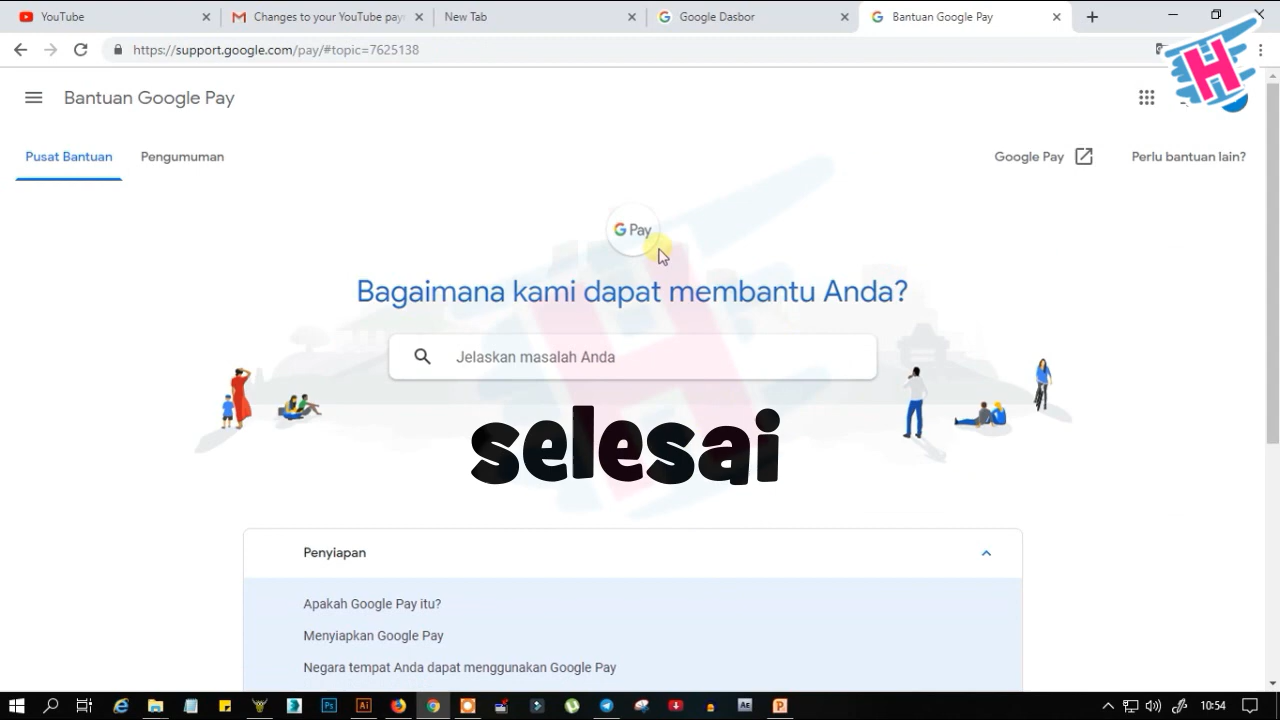 YouTube
Changes to your YouTube pay
New Tab
Google Dasbor
Bantuan Google Pay
https://support.google.com/pay/#topic=7625138
Bantuan Google Pay
Pusat Bantuan
Pengumuman
Google Pay
Perlu bantuan lain?
G Pay
Bagaimana kami dapat membantu Anda?
Jelaskan masalah Anda
selesai
Penyiapan
Apakah Google Pay itu?
Menyiapkan Google Pay
Negara tempat Anda dapat menggunakan Google Pay
10:54
H
H
Ps
Ai
AE
P